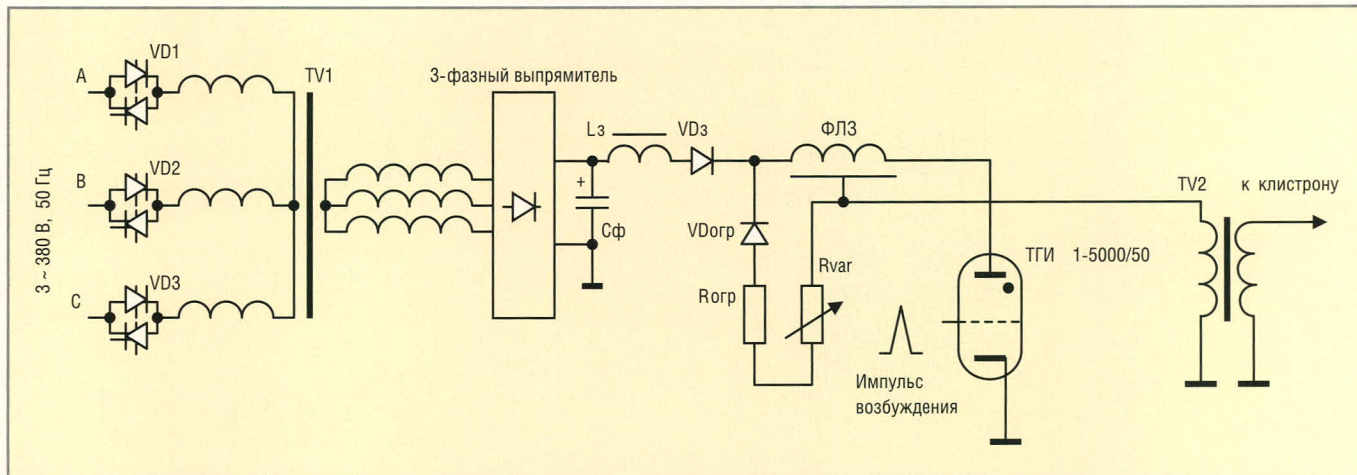 A
VD1
TV1
3-фазный выпрямитель
Lз
VDз
ФЛЗ
3 ~ 380 В, 50 Гц
B
VD2
+
Cф
TV2
к клистрону
VDогр
Rvar
ТГИ 1-5000/50
C
VD3
Rогр
Импульс
возбуждения